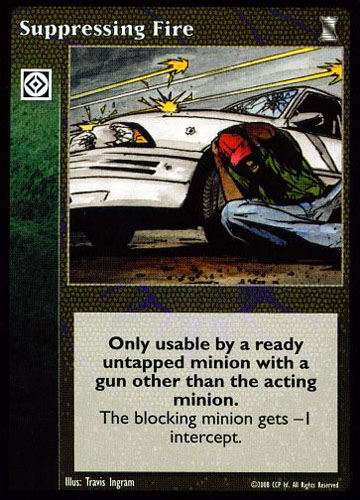 Suppressing Fire
Only usable by a ready
untapped minion with a
gun other than the acting
minion.
The blocking minion gets –1
intercept.
Illus: Travis Ingram
©2008 CCP hf. All Rights Reserved